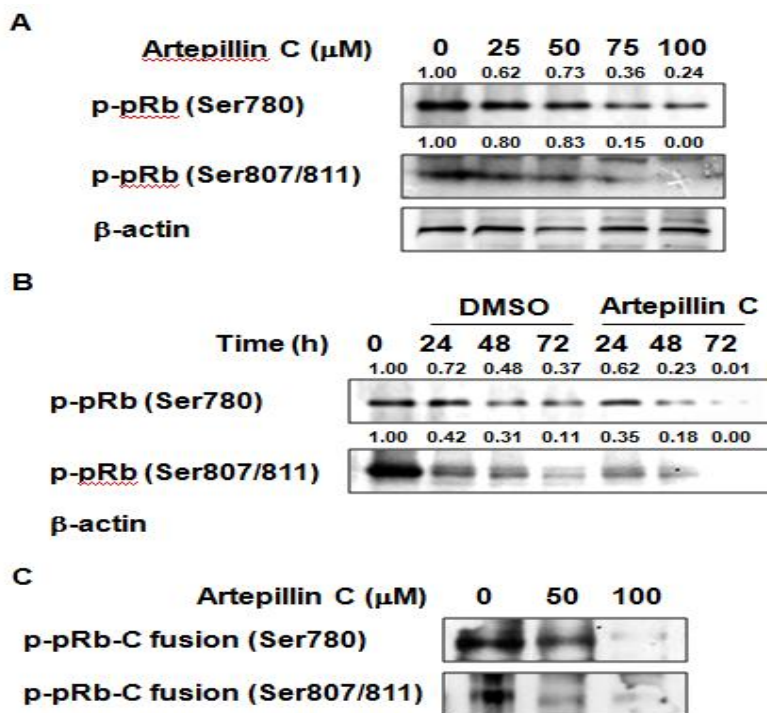 A
Artepillin C (μM) 0 25 50 75 100
1.00 0.62 0.73 0.36 0.24
p-pRb (Ser780)
1.00 0.80 0.83 0.15 0.00
p-pRb (Ser807/811)
β-actin
B
DMSO Artepillin C
Time (h) 0 24 48 72 24 48 72
1.00 0.72 0.48 0.37 0.62 0.23 0.01
p-pRb (Ser780)
1.00 0.42 0.31 0.11 0.35 0.18 0.00
p-pRb (Ser807/811)
β-actin
C
Artepillin C (μM) 0 50 100
p-pRb-C fusion (Ser780)
p-pRb-C fusion (Ser807/811)